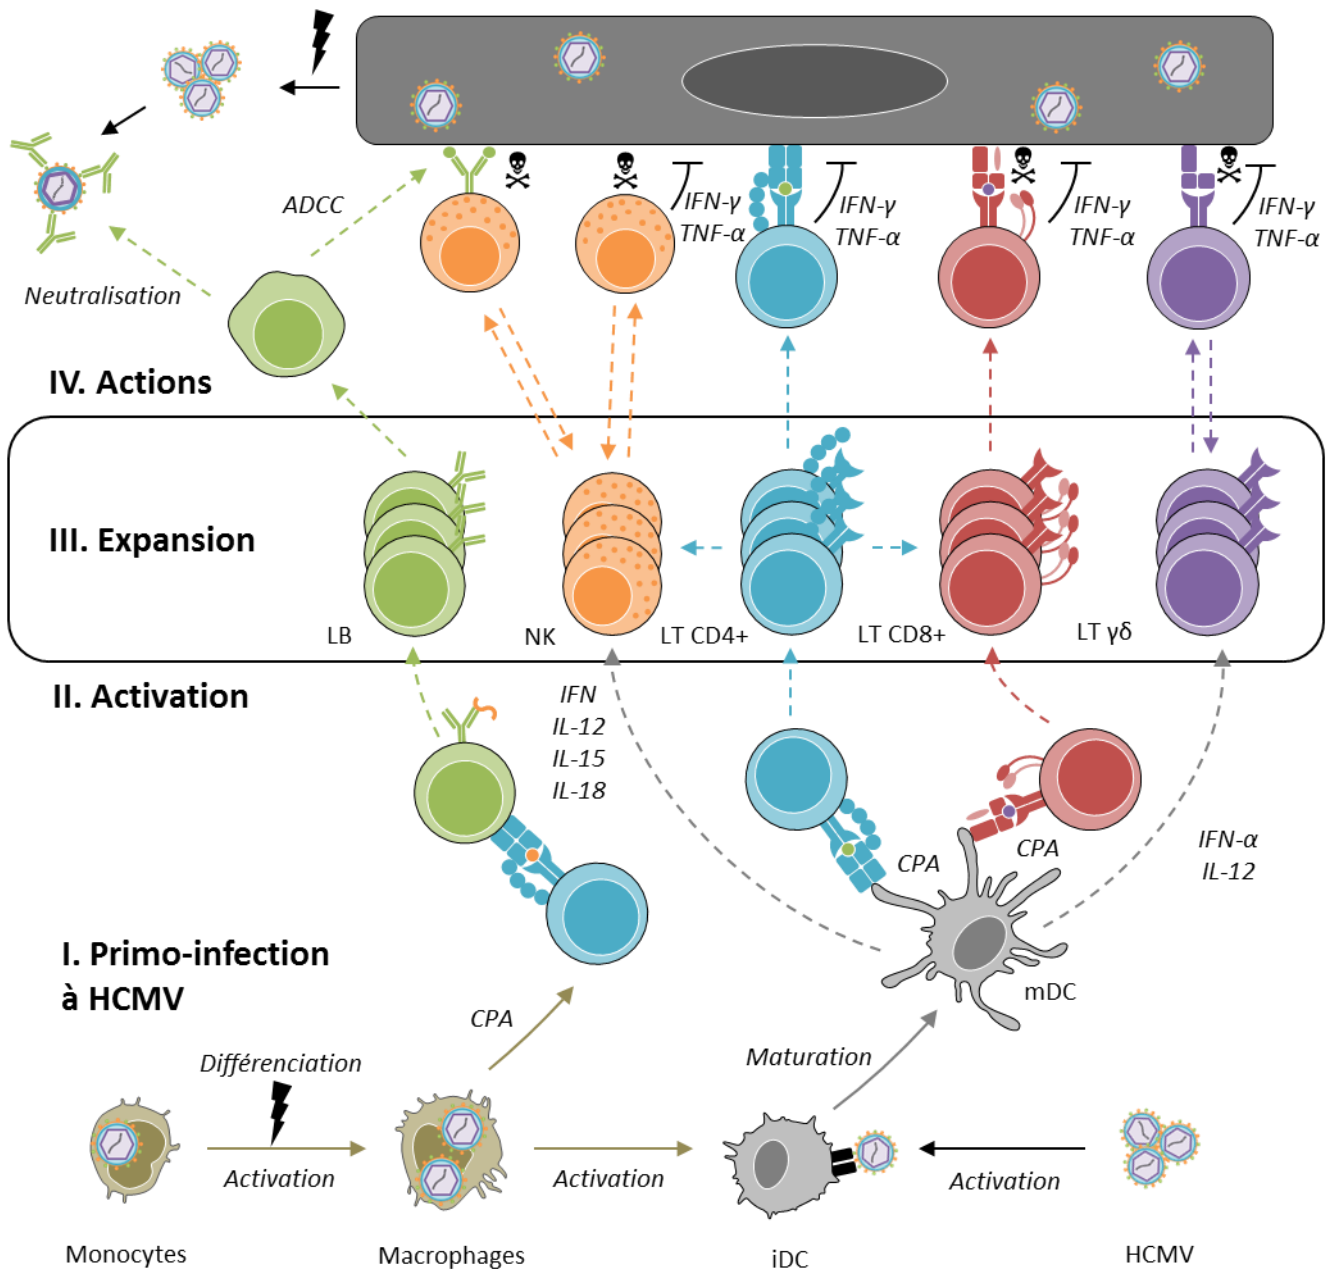 ADCC
Neutralisation
IFN-γ
TNF-α
IFN-γ
TNF-α
IFN-γ
TNF-α
IFN-γ
TNF-α
IV. Actions
III. Expansion
LB
NK
LT CD4+
LT CD8+
LT γδ
II. Activation
IFN
IL-12
IL-15
IL-18
CPA
CPA
IFN-α
IL-12
I. Primo-infection
à HCMV
mDC
CPA
Différenciation
Maturation
Activation
Activation
Activation
Monocytes
Macrophages
iDC
HCMV